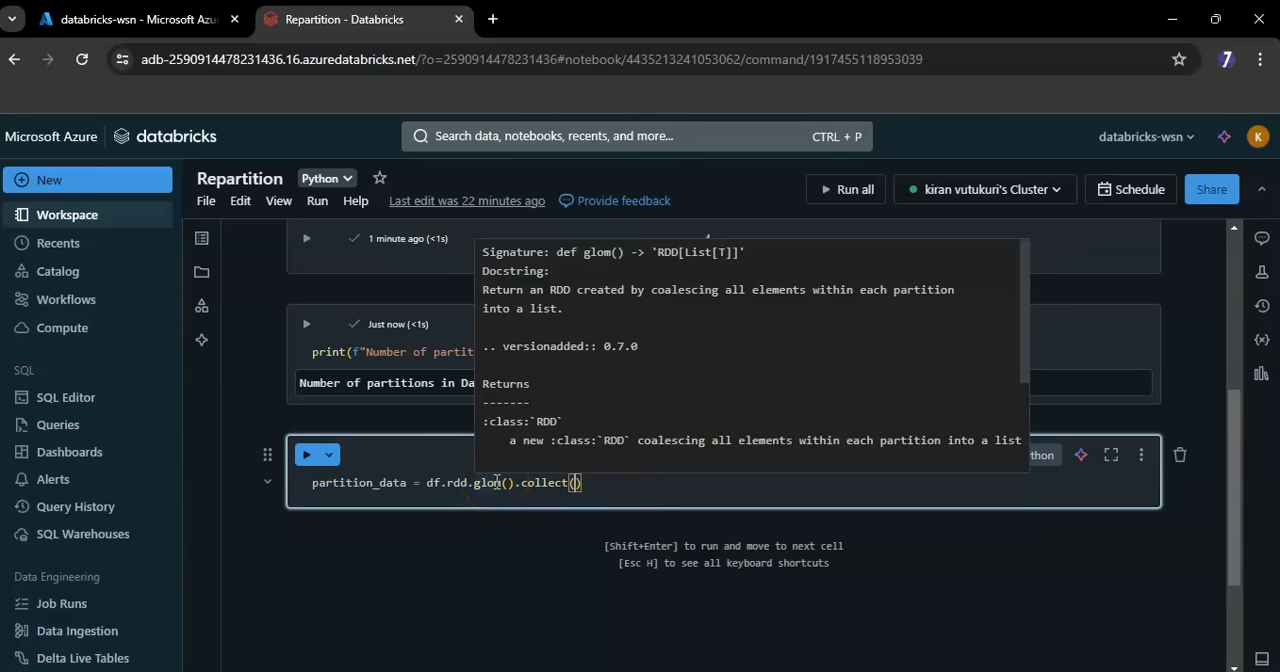 databricks-wsn - Microsoft Azu
Repartition - Databricks
adb-2590914478231436.16.azuredatabricks.net/?o=2590914478231436#notebook/4435213241053062/command/1917455118953039
7
Microsoft Azure databricks
Search data, notebooks, recents, and more... CTRL + P
databricks-wsn
K
New
Workspace
Recents
Catalog
Workflows
Compute
SQL
SQL Editor
Queries
Dashboards
Alerts
Query History
SQL Warehouses
Data Engineering
Job Runs
Data Ingestion
Delta Live Tables
Repartition Python
File Edit View Run Help Last edit was 22 minutes ago Provide feedback
Run all
kiran vutukuri's Cluster
Schedule
Share
1 minute ago (<1s)
Just now (<1s)
print(f"Number of partit
Number of partitions in Da
Signature: def glom() -> 'RDD[List[T]]'
Docstring:
Return an RDD created by coalescing all elements within each partition
into a list.
.. versionadded:: 0.7.0
Returns
-------
:class:`RDD`
a new :class:`RDD` coalescing all elements within each partition into a list
thon
partition_data = df.rdd.glom().collect()
[Shift+Enter] to run and move to next cell
[Esc H] to see all keyboard shortcuts